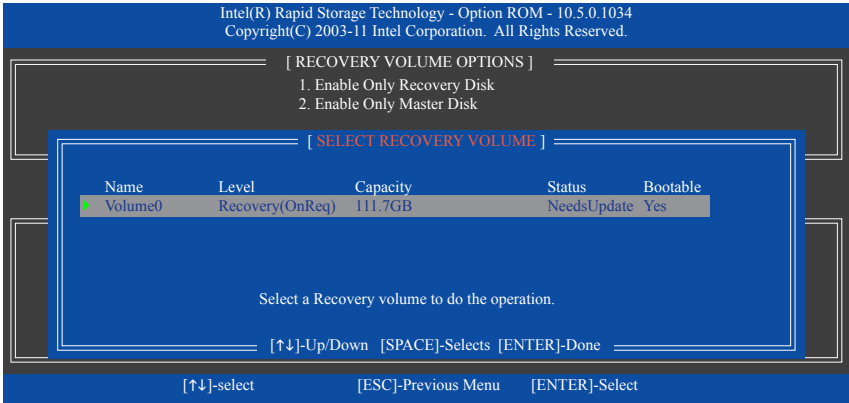 Intel(R) Rapid Storage Technology - Option ROM - 10.5.0.1034
Copyright(C) 2003-11 Intel Corporation.  All Rights Reserved.
[ RECOVERY VOLUME OPTIONS ]
1. Enable Only Recovery Disk
2. Enable Only Master Disk
[ SELECT RECOVERY VOLUME ]
Name Level Capacity Status Bootable
Volume0 Recovery(OnReq) 111.7GB NeedsUpdate Yes
Select a Recovery volume to do the operation.
[↑↓]-Up/Down [SPACE]-Selects [ENTER]-Done
[↑↓]-select [ESC]-Previous Menu [ENTER]-Select